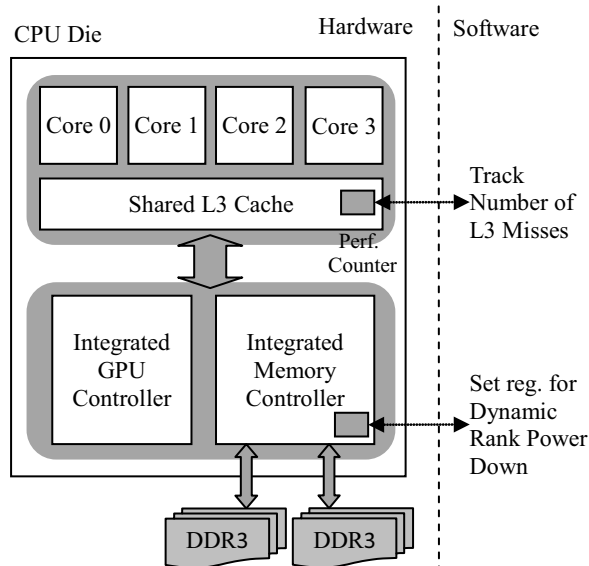 CPU Die
Hardware
Software
Core 0
Core 1
Core 2
Core 3
Shared L3 Cache
Perf.
Counter
Track
Number of
L3 Misses
Integrated
GPU
Controller
Integrated
Memory
Controller
Set reg. for
Dynamic
Rank Power
Down
DDR3
DDR3